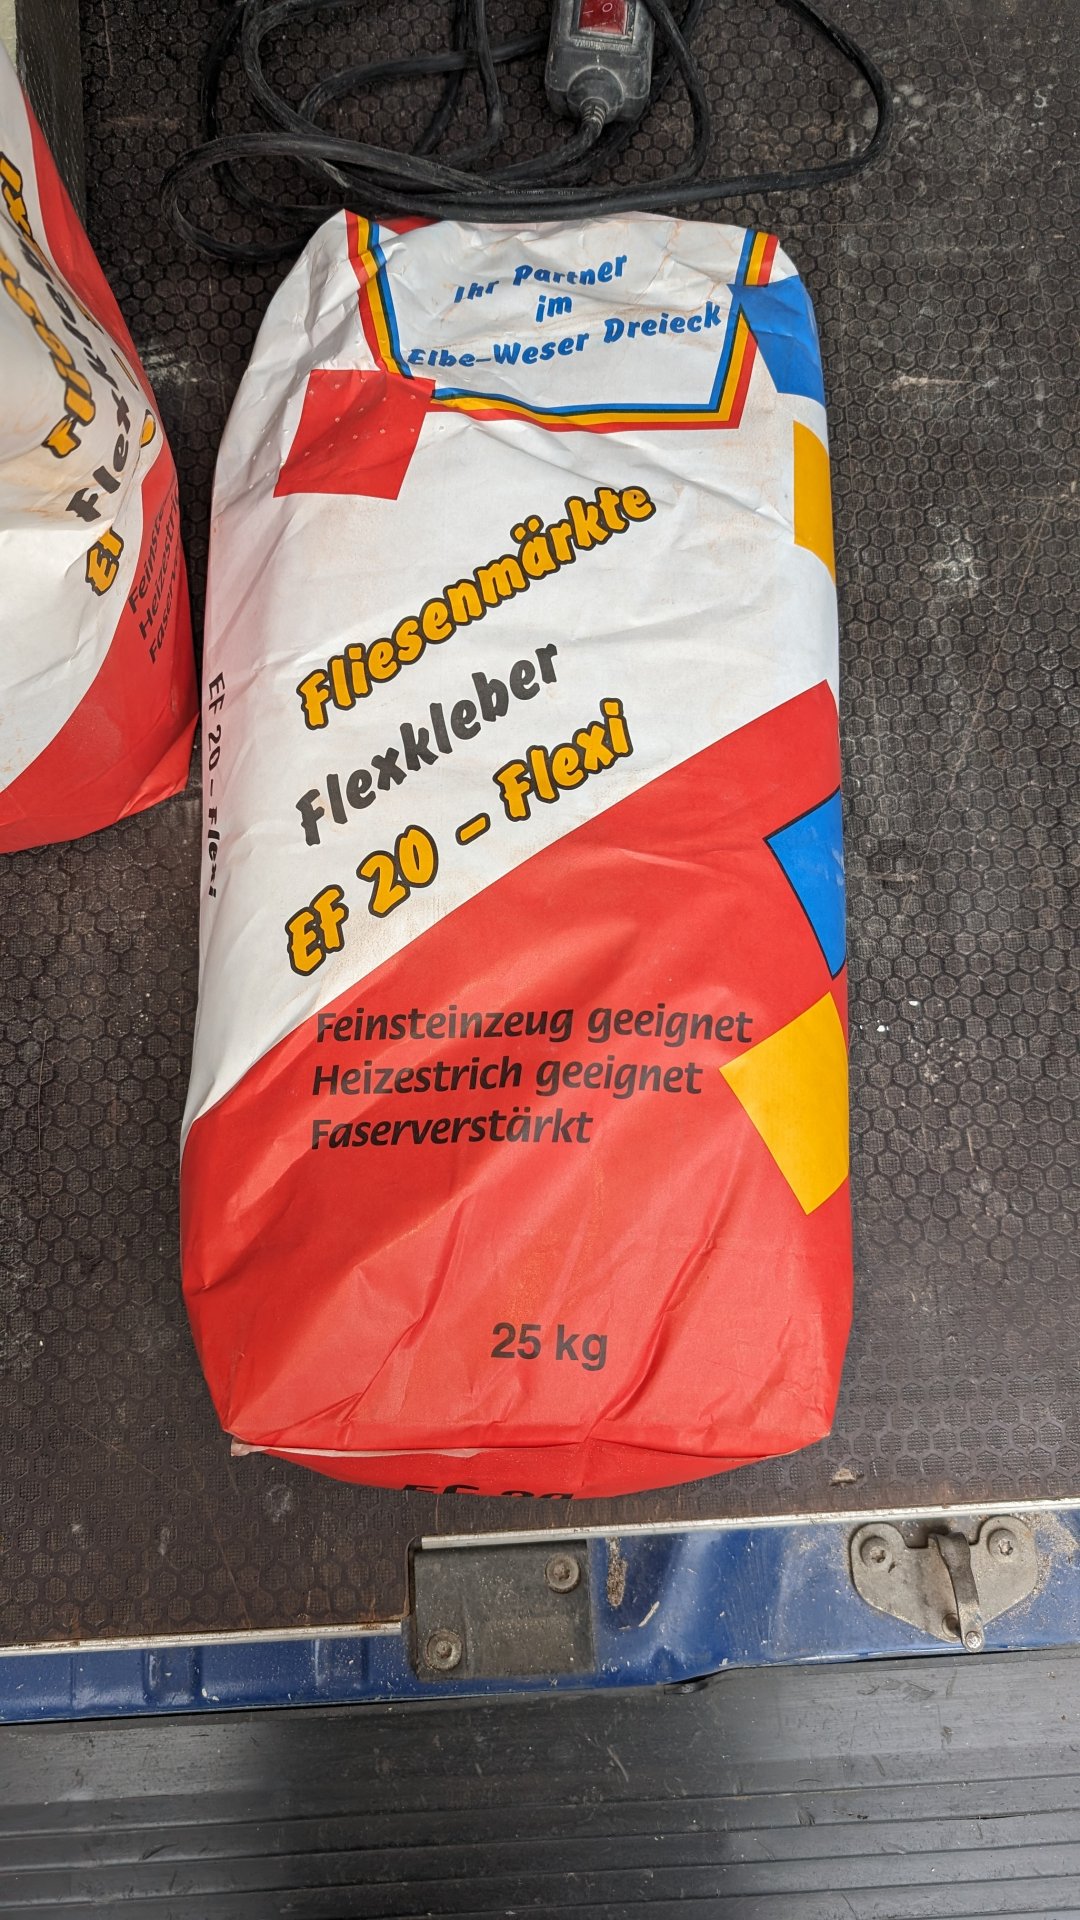 Ihr Partner
im
Elbe-Weser Dreieck
Fliesenmärkte
Flexkleber
EF 20 - Flexi
Feinsteinzeug geeignet
Heizestrich geeignet
Faserverstärkt
25 kg
EF 20 - Flexi
EF